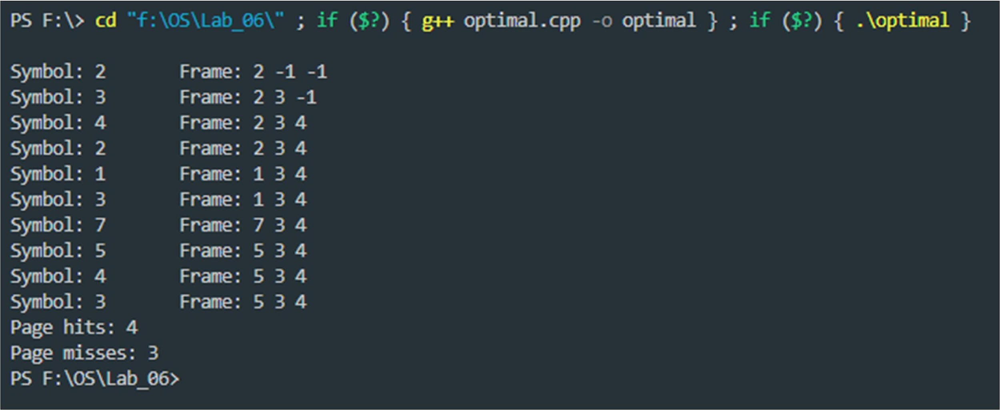 PS F:\> cd "f:\OS\Lab_06\" ; if ($?) { g++ optimal.cpp -o optimal } ; if ($?) { .\optimal }
Symbol: 2 Frame: 2 -1 -1
Symbol: 3 Frame: 2 3 -1
Symbol: 4 Frame: 2 3 4
Symbol: 2 Frame: 2 3 4
Symbol: 1 Frame: 1 3 4
Symbol: 3 Frame: 1 3 4
Symbol: 7 Frame: 7 3 4
Symbol: 5 Frame: 5 3 4
Symbol: 4 Frame: 5 3 4
Symbol: 3 Frame: 5 3 4
Page hits: 4
Page misses: 3
PS F:\OS\Lab_06>